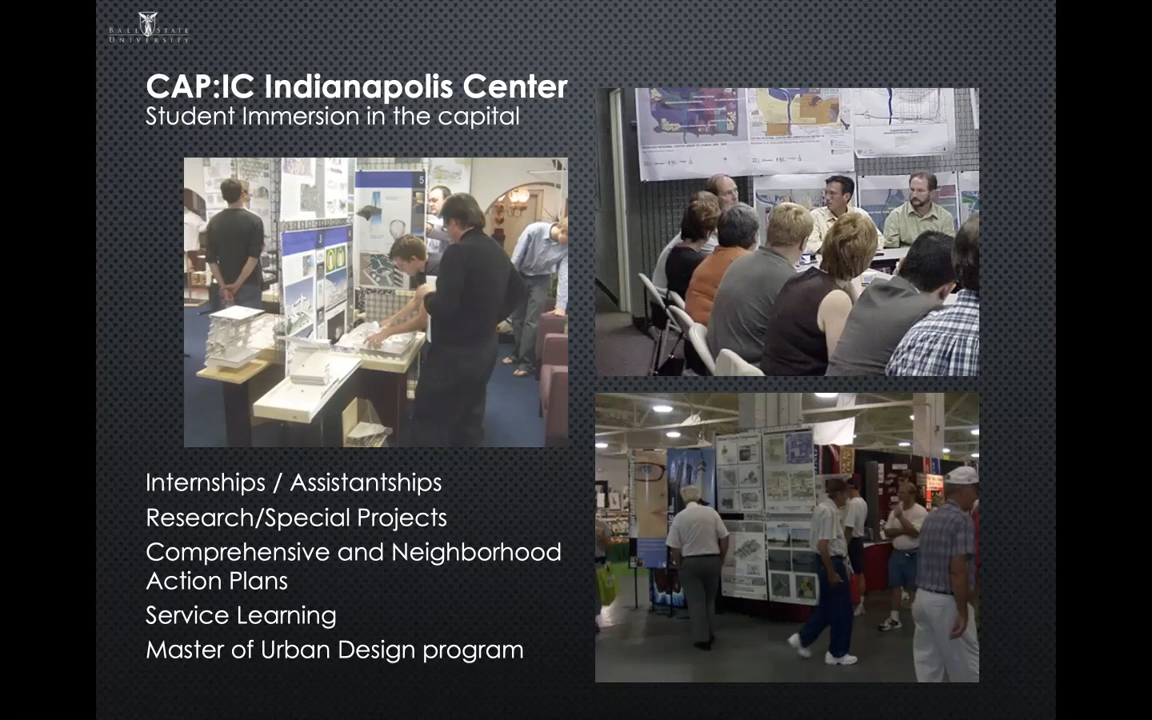 BALL STATE
UNIVERSITY
CAP:IC Indianapolis Center
Student Immersion in the capital
5
Internships / Assistantships
Research/Special Projects
Comprehensive and Neighborhood
Action Plans
Service Learning
Master of Urban Design program